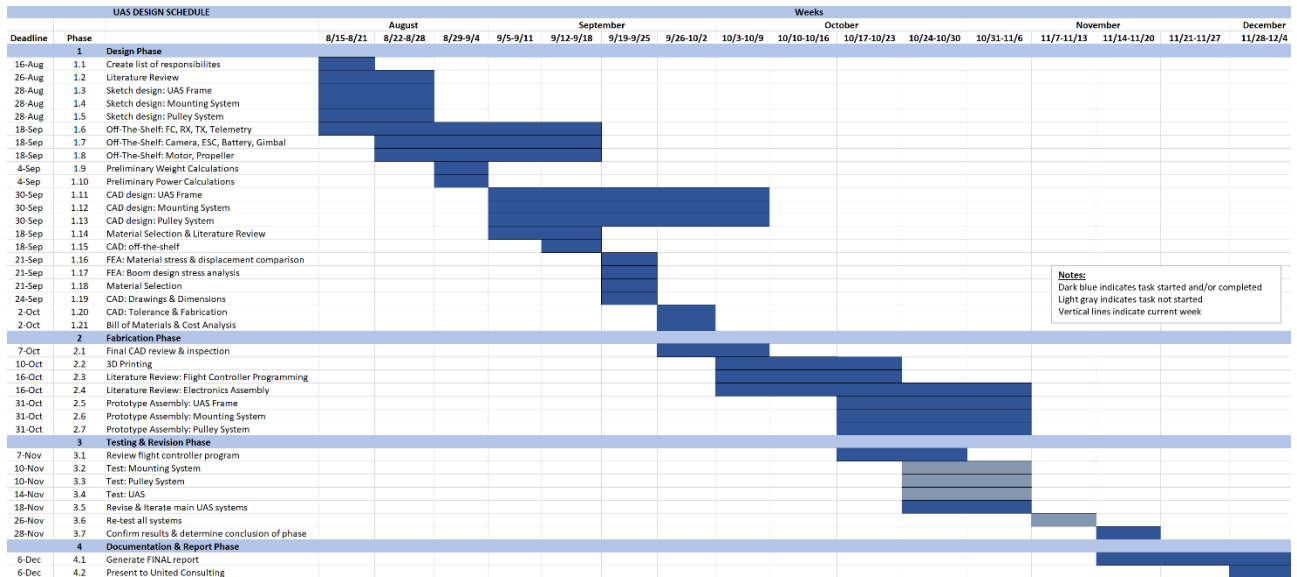 UAS DESIGN SCHEDULE Weeks
August September October November December
Deadline Phase 8/15-8/21 8/22-8/28 8/29-9/4 9/5-9/11 9/12-9/18 9/19-9/25 9/26-10/2 10/3-10/9 10/10-10/16 10/17-10/23 10/24-10/30 10/31-11/6 11/7-11/13 11/14-11/20 11/21-11/27 11/28-12/4
1 Design Phase
16-Aug 1.1 Create list of responsibilites
26-Aug 1.2 Literature Review
28-Aug 1.3 Sketch design: UAS Frame
28-Aug 1.4 Sketch design: Mounting System
28-Aug 1.5 Sketch design: Pulley System
18-Sep 1.6 Off-The-Shelf: FC, RX, TX, Telemetry
18-Sep 1.7 Off-The-Shelf: Camera, ESC, Battery, Gimbal
18-Sep 1.8 Off-The-Shelf: Motor, Propeller
4-Sep 1.9 Preliminary Weight Calculations
4-Sep 1.10 Preliminary Power Calculations
30-Sep 1.11 CAD design: UAS Frame
30-Sep 1.12 CAD design: Mounting System
30-Sep 1.13 CAD design: Pulley System
18-Sep 1.14 Material Selection & Literature Review
18-Sep 1.15 CAD: off-the-shelf
21-Sep 1.16 FEA: Material stress & displacement comparison
21-Sep 1.17 FEA: Boom design stress analysis
21-Sep 1.18 Material Selection
24-Sep 1.19 CAD: Drawings & Dimensions
2-Oct 1.20 CAD: Tolerance & Fabrication
2-Oct 1.21 Bill of Materials & Cost Analysis
Notes:
Dark blue indicates task started and/or completed
Light gray indicates task not started
Vertical lines indicate current week
2 Fabrication Phase
7-Oct 2.1 Final CAD review & inspection
10-Oct 2.2 3D Printing
16-Oct 2.3 Literature Review: Flight Controller Programming
16-Oct 2.4 Literature Review: Electronics Assembly
31-Oct 2.5 Prototype Assembly: UAS Frame
31-Oct 2.6 Prototype Assembly: Mounting System
31-Oct 2.7 Prototype Assembly: Pulley System
3 Testing & Revision Phase
7-Nov 3.1 Review flight controller program
10-Nov 3.2 Test: Mounting System
10-Nov 3.3 Test: Pulley System
14-Nov 3.4 Test: UAS
18-Nov 3.5 Revise & Iterate main UAS systems
26-Nov 3.6 Re-test all systems
28-Nov 3.7 Confirm results & determine conclusion of phase
4 Documentation & Report Phase
6-Dec 4.1 Generate FINAL report
6-Dec 4.2 Present to United Consulting